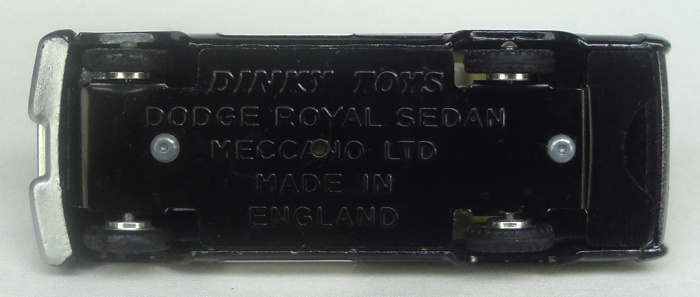 DINKY TOYS
DODGE ROYAL SEDAN
MECCANO LTD
MADE IN
ENGLAND